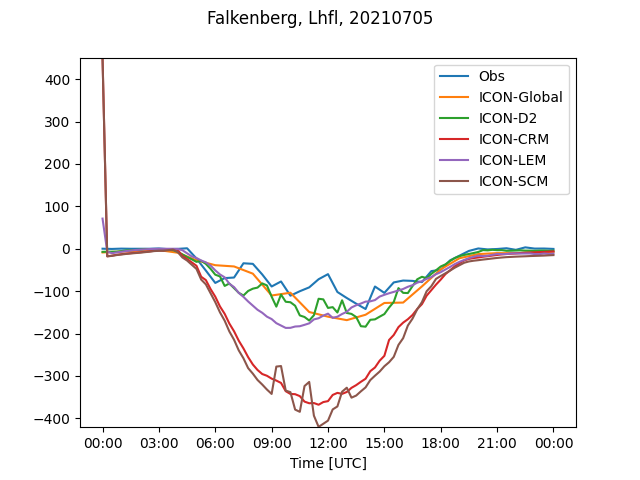 Falkenberg, Lhfl, 20210705
400
300
200
100
0
−100
−200
−300
−400
Obs
ICON-Global
ICON-D2
ICON-CRM
ICON-LEM
ICON-SCM
00:00 03:00 06:00 09:00 12:00 15:00 18:00 21:00 00:00
Time [UTC]